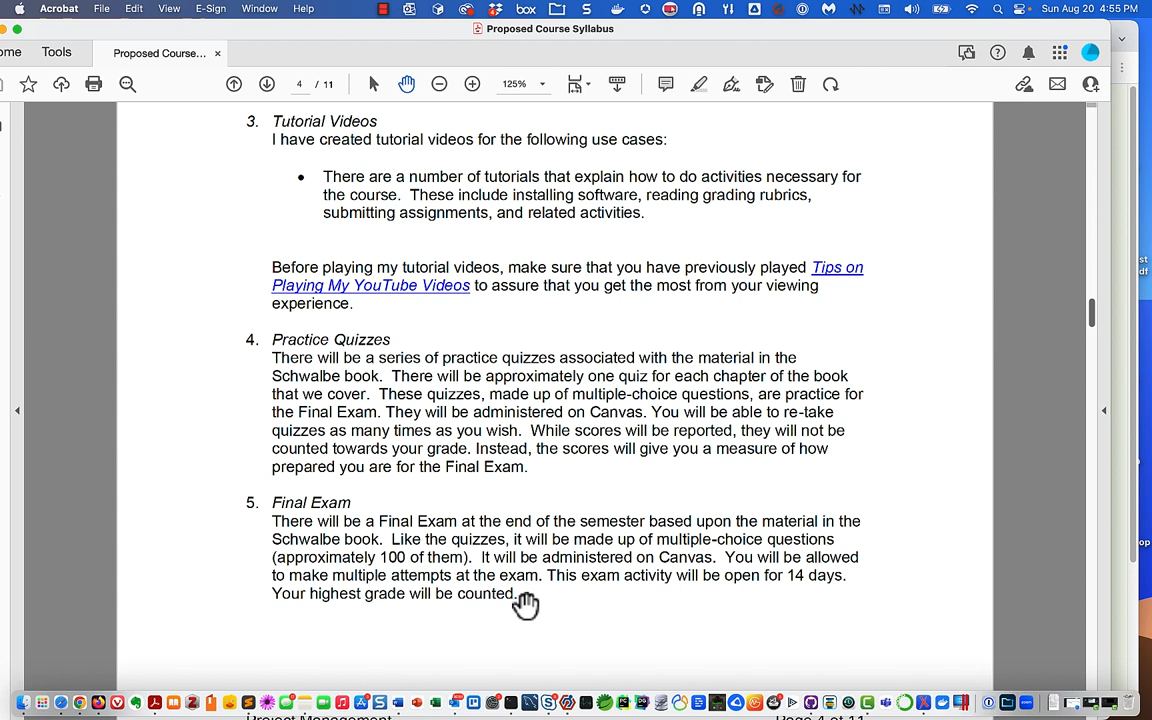 Acrobat File Edit View E-Sign Window Help box Sun Aug 20 4:55 PM
Proposed Course Syllabus
ome Tools Proposed Course... ×
4 / 11 125%
3. Tutorial Videos
I have created tutorial videos for the following use cases:
• There are a number of tutorials that explain how to do activities necessary for
the course. These include installing software, reading grading rubrics,
submitting assignments, and related activities.
Before playing my tutorial videos, make sure that you have previously played Tips on
Playing My YouTube Videos to assure that you get the most from your viewing
experience.
4. Practice Quizzes
There will be a series of practice quizzes associated with the material in the
Schwalbe book. There will be approximately one quiz for each chapter of the book
that we cover. These quizzes, made up of multiple-choice questions, are practice for
the Final Exam. They will be administered on Canvas. You will be able to re-take
quizzes as many times as you wish. While scores will be reported, they will not be
counted towards your grade. Instead, the scores will give you a measure of how
prepared you are for the Final Exam.
5. Final Exam
There will be a Final Exam at the end of the semester based upon the material in the
Schwalbe book. Like the quizzes, it will be made up of multiple-choice questions
(approximately 100 of them). It will be administered on Canvas. You will be allowed
to make multiple attempts at the exam. This exam activity will be open for 14 days.
Your highest grade will be counted.
Project Management Page 4 of 11
st
df
op